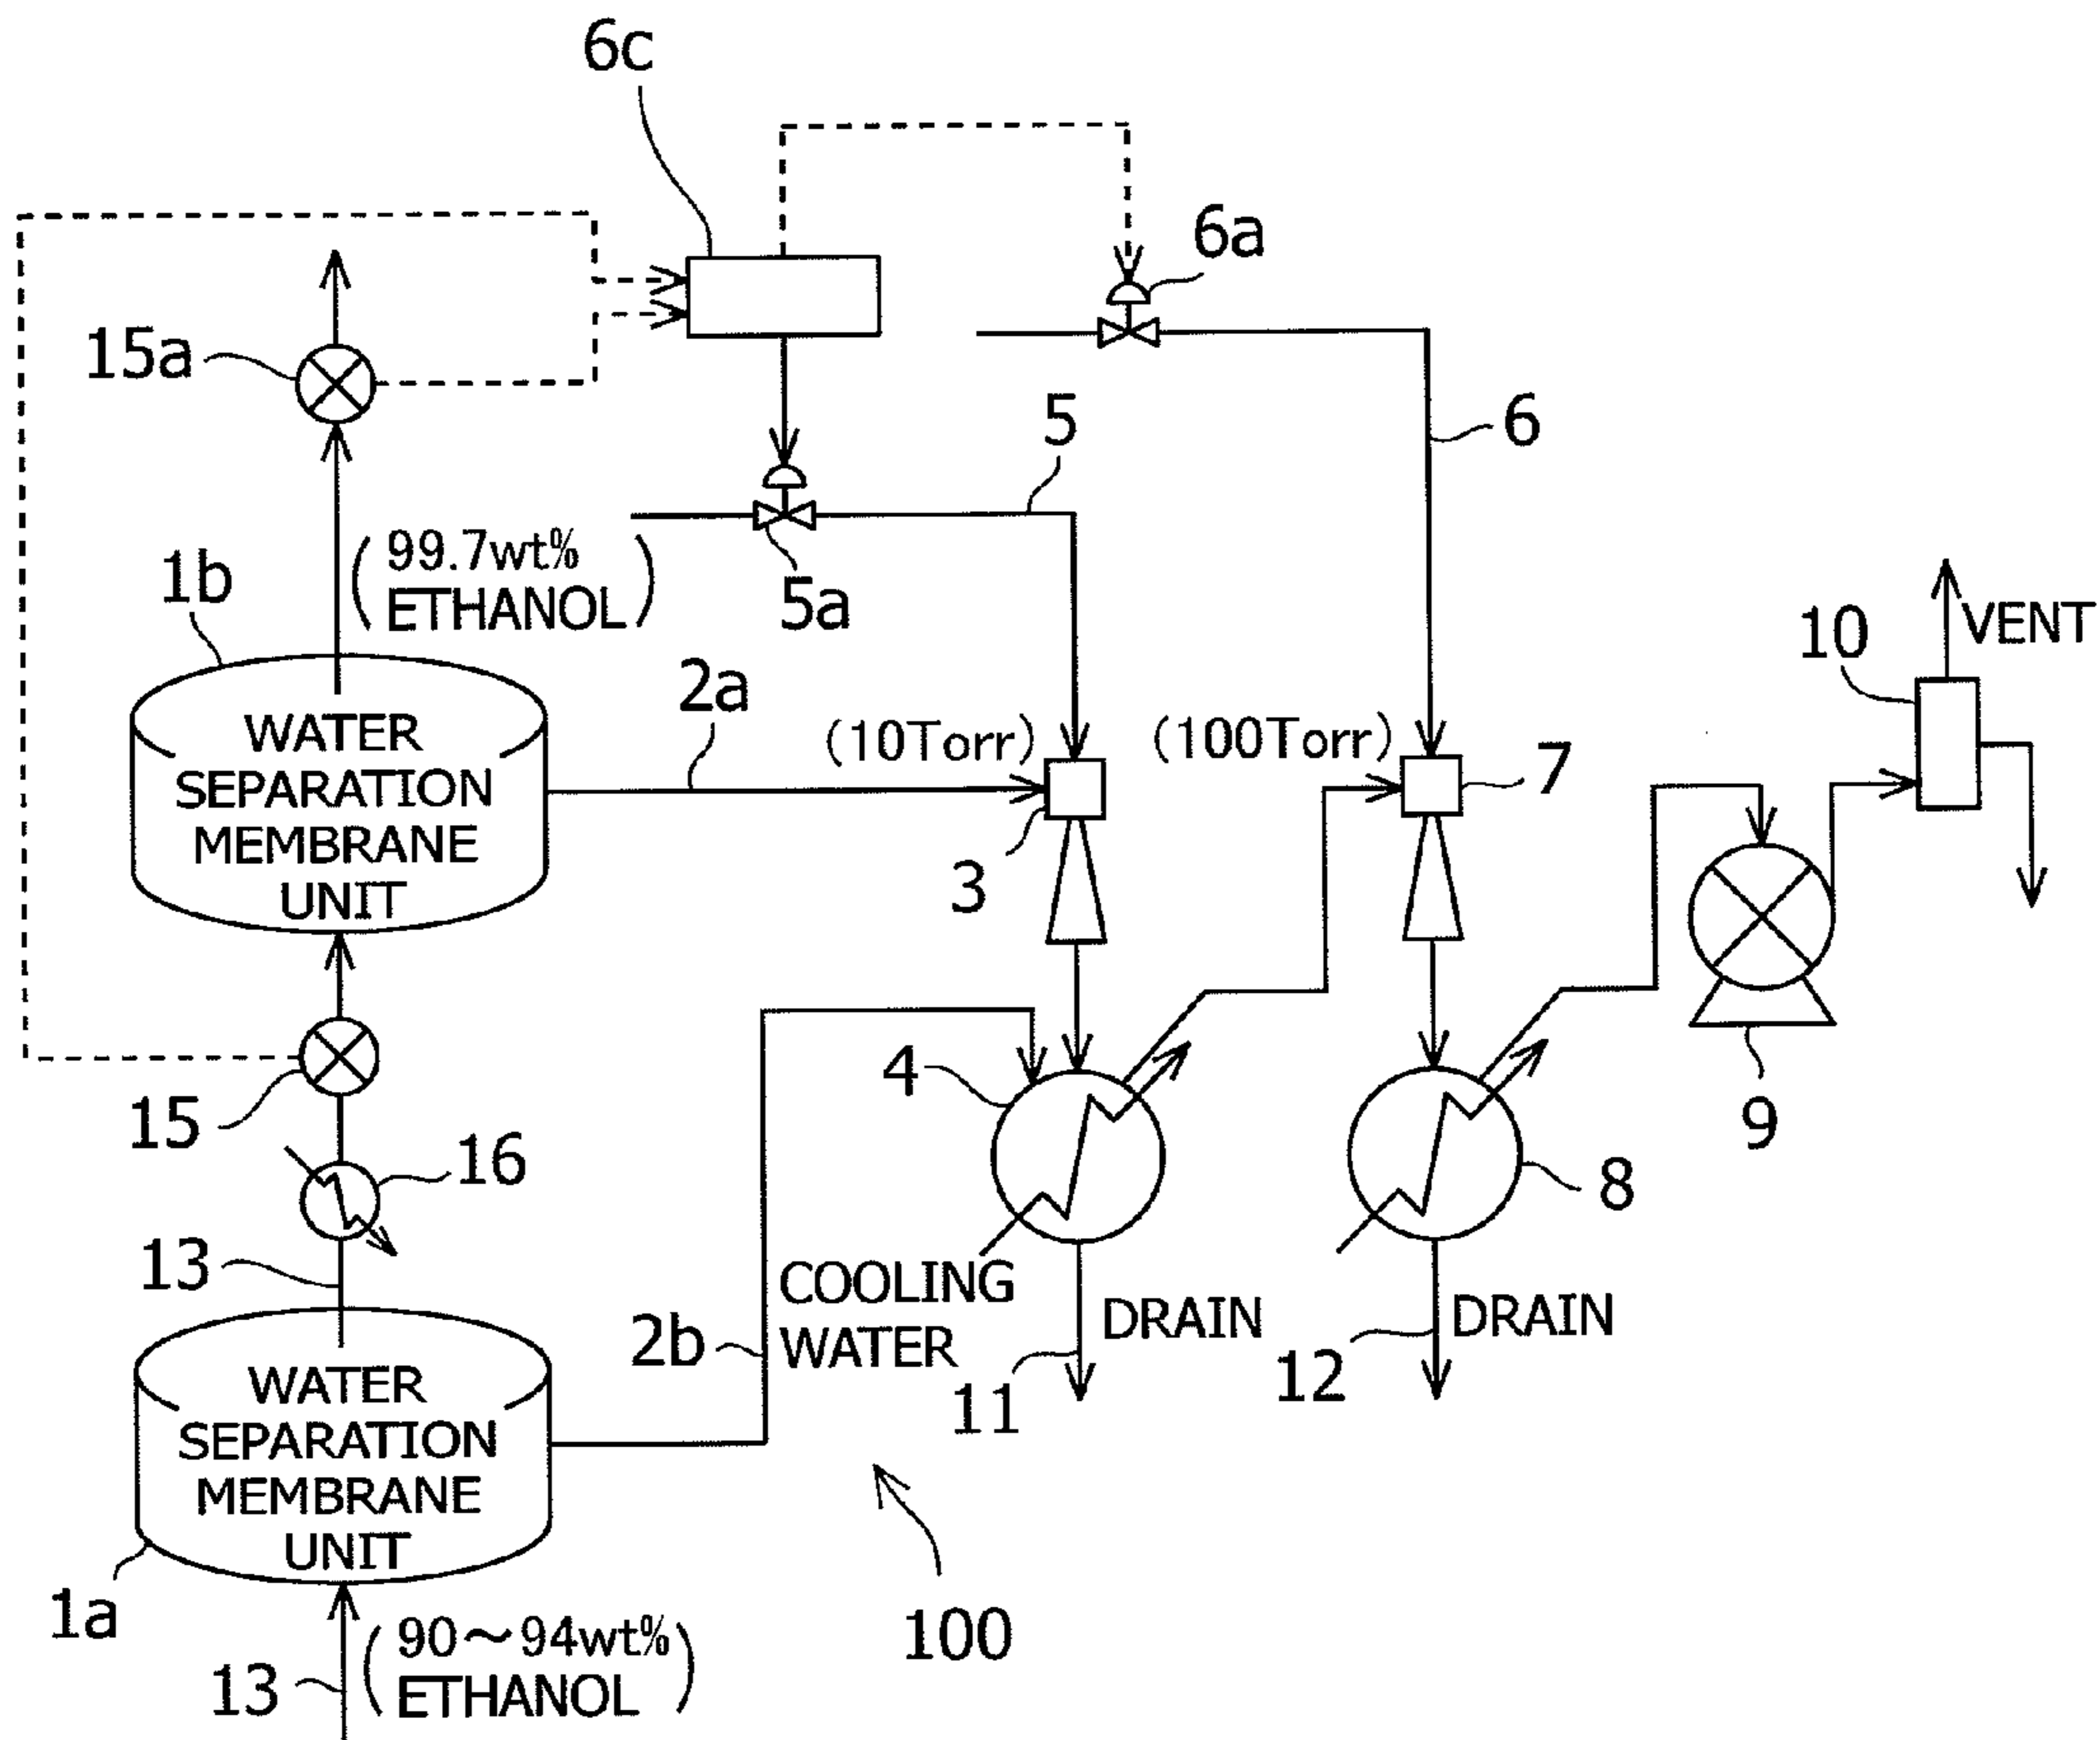 6c
6a
15a
5
6
(99.7wt%
ETHANOL)
1b
5a
10
VENT
2a
(10Torr)
(100Torr)
7
WATER
SEPARATION
MEMBRANE
UNIT
3
4
15
9
16
8
13
COOLING
WATER
DRAIN
DRAIN
2b
11
12
WATER
SEPARATION
MEMBRANE
UNIT
1a
100
(90～94wt%
ETHANOL)
13